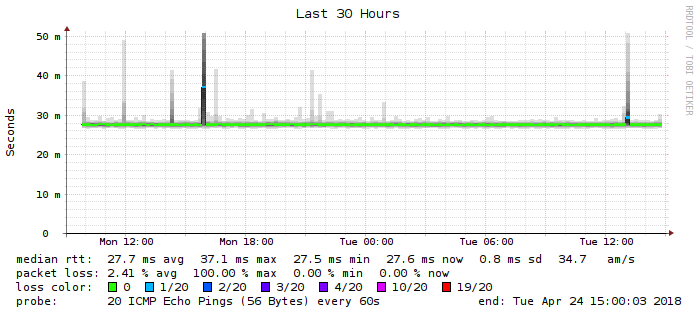 Last 30 Hours
RRDTOOL / TOBI OETIKER
Seconds
50 m
40 m
30 m
20 m
10 m
0
Mon 12:00 Mon 18:00 Tue 00:00 Tue 06:00 Tue 12:00
median rtt: 27.7 ms avg 37.1 ms max 27.5 ms min 27.6 ms now 0.8 ms sd 34.7 am/s
packet loss: 2.41 % avg 100.00 % max 0.00 % min 0.00 % now
loss color: 0 1/20 2/20 3/20 4/20 10/20 19/20
probe: 20 ICMP Echo Pings (56 Bytes) every 60s end: Tue Apr 24 15:00:03 2018